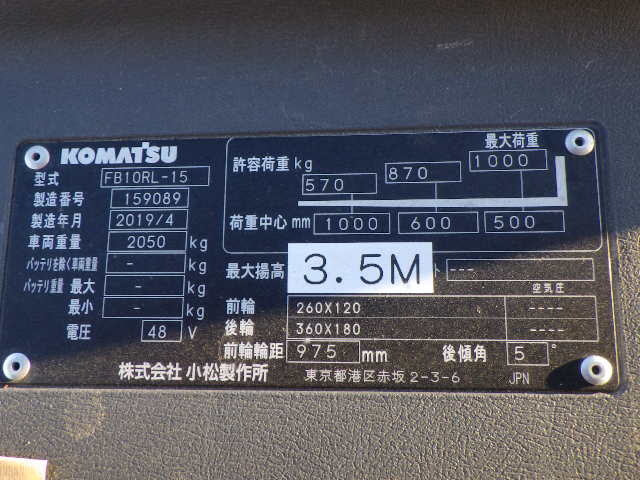 KOMATSU
型式 FB10RL-15
製造番号 159089
製造年月 2019/4
車両重量 2050 kg
バッテリを除く車両重量 - kg
バッテリ重量 最大 - kg
最小 - kg
電圧 48 V
最大荷重
許容荷重 kg 570 870 1000
荷重中心 mm 1000 600 500
最大揚高 3.5M ト ---
空気圧
前輪 260X120 ----
後輪 360X180 ----
前輪輪距 975 mm 後傾角 5 °
株式会社 小松製作所 東京都港区赤坂2-3-6 JPN